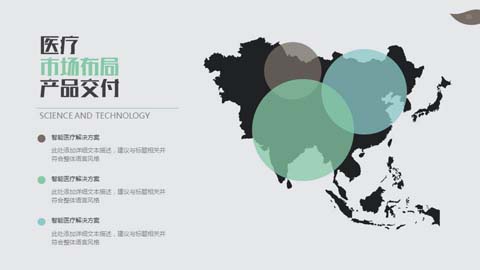 医疗
市场布局
产品交付
SCIENCE AND TECHNOLOGY
智能医疗解决方案
此处添加详细文本描述，建议与标题相关并
符合整体语言风格
智能医疗解决方案
此处添加详细文本描述，建议与标题相关并
符合整体语言风格
智能医疗解决方案
此处添加详细文本描述，建议与标题相关并
符合整体语言风格